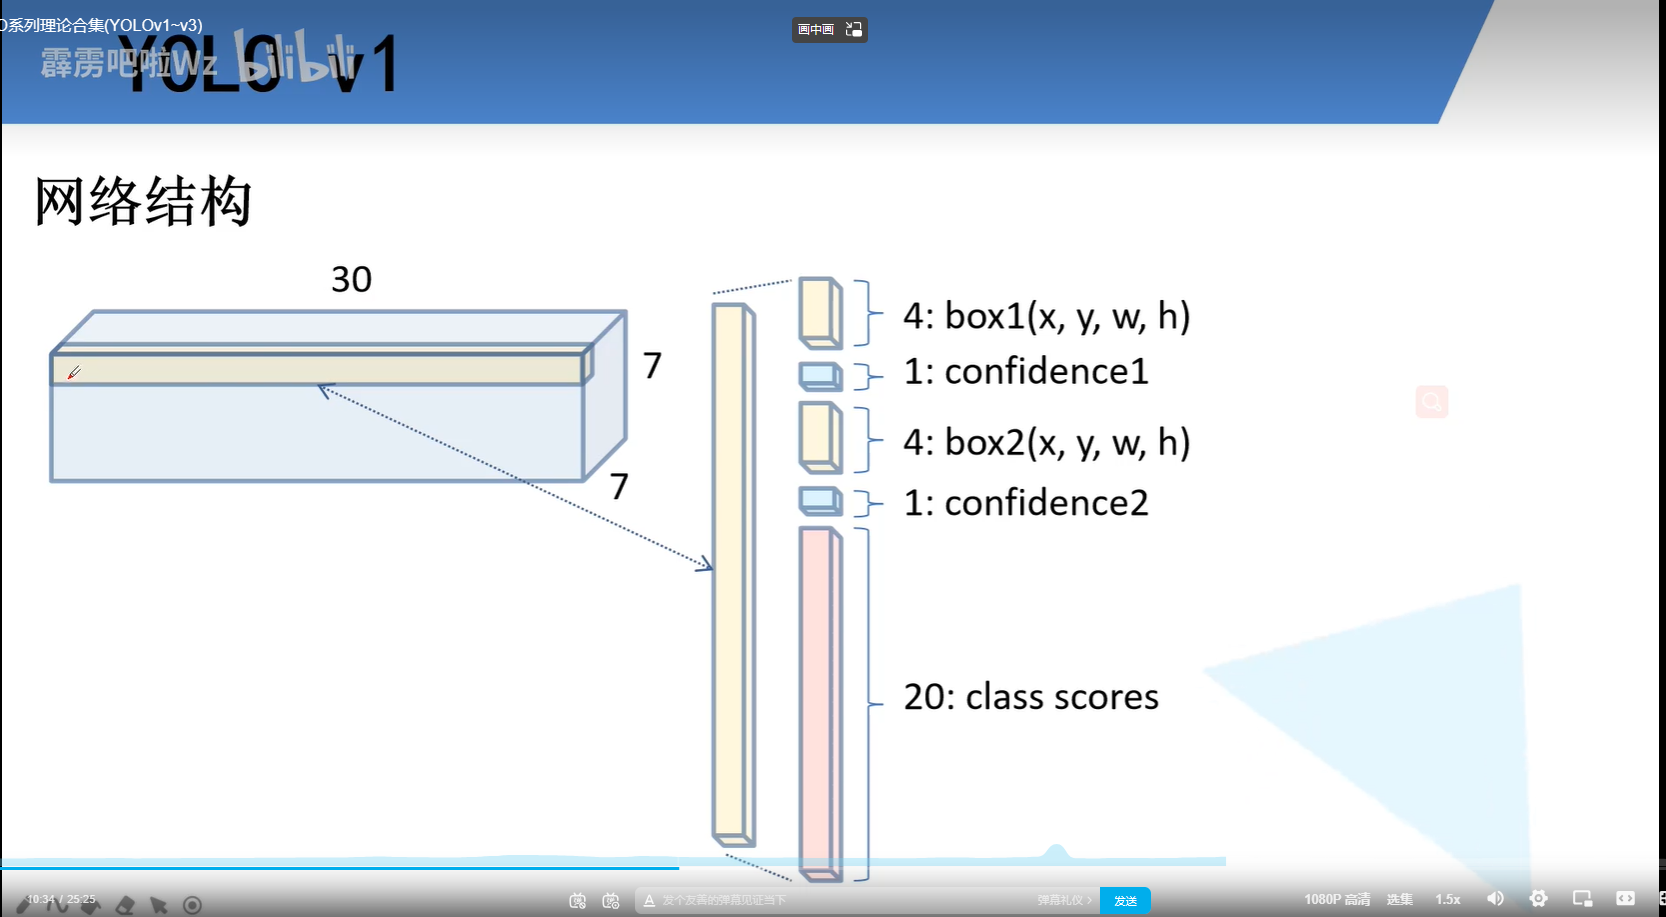 O系列理论合集(YOLOv1~v3)
画中画
霹雳吧啦Wz bilibili
YOLO v1
网络结构
30
7
7
4: box1(x, y, w, h)
1: confidence1
4: box2(x, y, w, h)
1: confidence2
20: class scores
10:34 / 25:25
发个友善的弹幕见证当下
弹幕礼仪 >
发送
1080P 高清
选集
1.5x